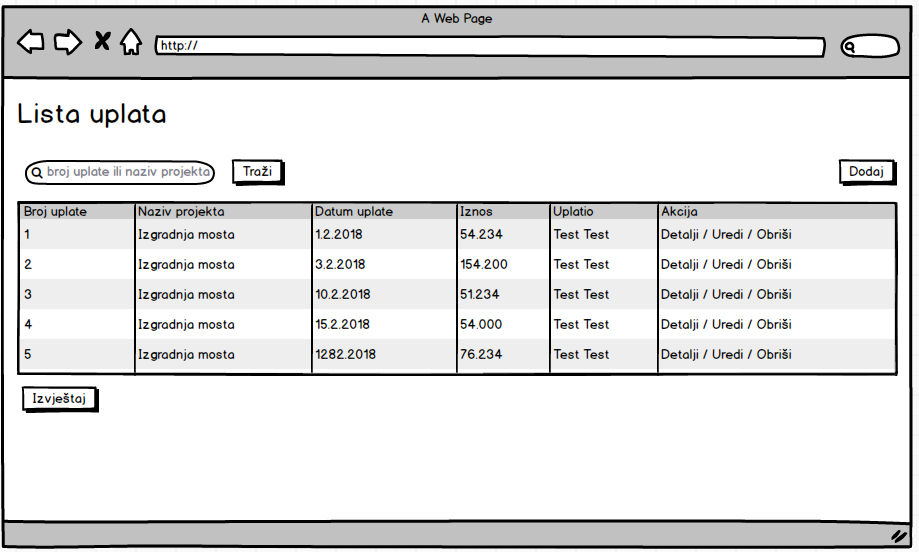 A Web Page
http://
Lista uplata
broj uplate ili naziv projekta Traži Dodaj
Broj uplate Naziv projekta Datum uplate Iznos Uplatio Akcija
1 Izgradnja mosta 1.2.2018 54.234 Test Test Detalji / Uredi / Obriši
2 Izgradnja mosta 3.2.2018 154.200 Test Test Detalji / Uredi / Obriši
3 Izgradnja mosta 10.2.2018 51.234 Test Test Detalji / Uredi / Obriši
4 Izgradnja mosta 15.2.2018 54.000 Test Test Detalji / Uredi / Obriši
5 Izgradnja mosta 1282.2018 76.234 Test Test Detalji / Uredi / Obriši
Izvještaj